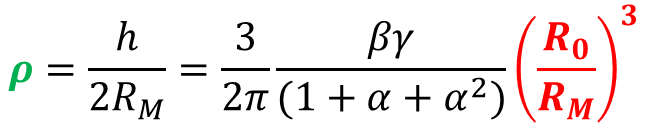 ρ = h/(2R_M) = 3/(2π) βγ/((1 + α + α²)) (R_0/R_M)^3